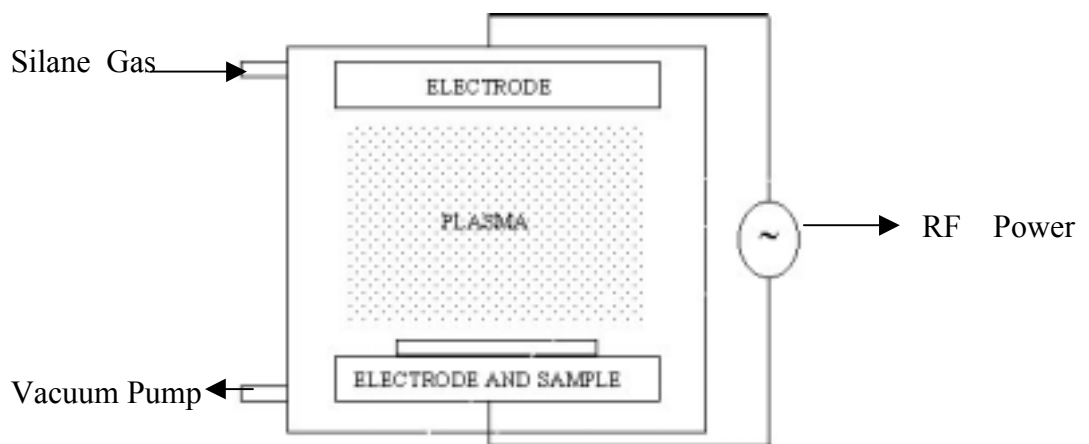 Silane Gas
ELECTRODE
PLASMA
~
RF Power
ELECTRODE AND SAMPLE
Vacuum Pump